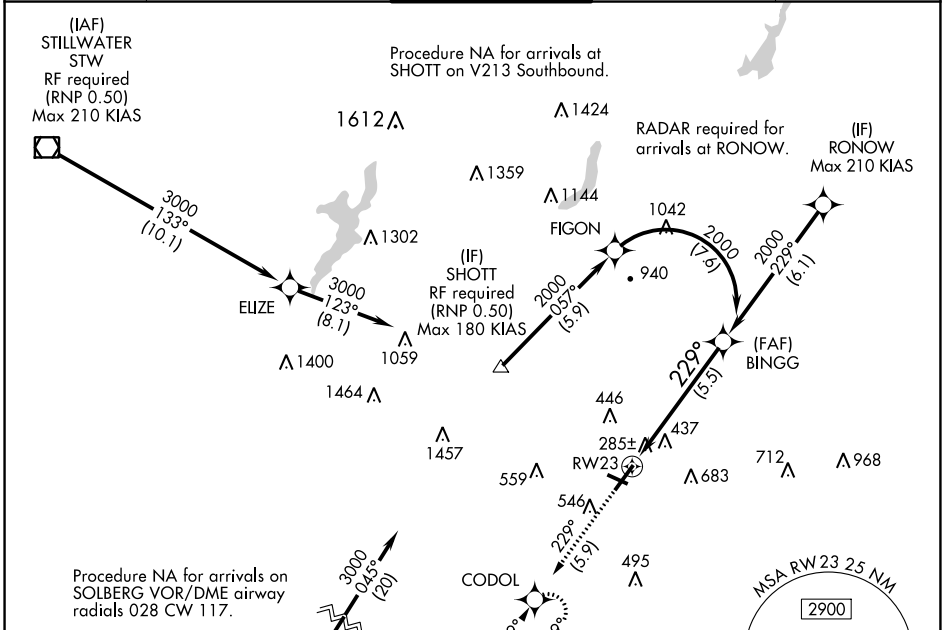 (IAF)
STILLWATER
STW
RF required
(RNP 0.50)
Max 210 KIAS
Procedure NA for arrivals at
SHOTT on V213 Southbound.
1612
1424
RADAR required for
arrivals at RONOW.
(IF)
RONOW
Max 210 KIAS
1359
1144
3000
133°
(10.1)
1302
FIGON
1042
2000
(7.6)
2000
229°
(6.1)
940
(IF)
SHOTT
RF required
(RNP 0.50)
Max 180 KIAS
2000
057°
(5.9)
ELIZE
3000
123°
(8.1)
1059
1400
1464
(FAF)
BINGG
229°
(5.5)
446
437
285±
1457
559
RW23
683
712
968
546
229°
(5.9)
495
CODOL
3000
045°
(20)
Procedure NA for arrivals on
SOLBERG VOR/DME airway
radials 028 CW 117.
MSA RW 23 25 NM
2900